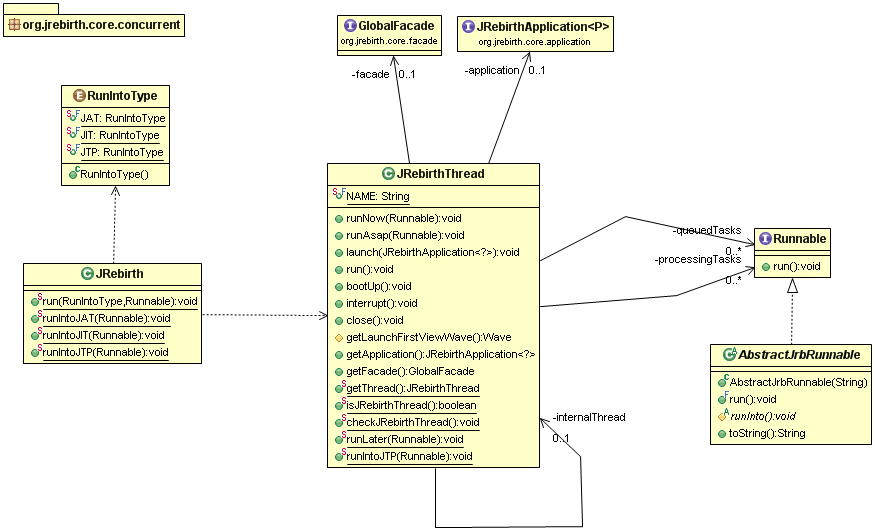 org.jrebirth.core.concurrent
GlobalFacade
org.jrebirth.core.facade
JRebirthApplication<P>
org.jrebirth.core.application
-facade
0..1
-application
0..1
RunIntoType
JAT: RunIntoType
JIT: RunIntoType
JTP: RunIntoType
RunIntoType()
JRebirth
run(RunIntoType,Runnable):void
runIntoJAT(Runnable):void
runIntoJIT(Runnable):void
runIntoJTP(Runnable):void
JRebirthThread
NAME: String
runNow(Runnable):void
runAsap(Runnable):void
launch(JRebirthApplication<?>):void
run():void
bootUp():void
interrupt():void
close():void
getLaunchFirstViewWave():Wave
getApplication():JRebirthApplication<?>
getFacade():GlobalFacade
getThread():JRebirthThread
isJRebirthThread():boolean
checkJRebirthThread():void
runLater(Runnable):void
runIntoJTP(Runnable):void
-internalThread
0..1
-queuedTasks
0..*
-processingTasks
0..*
Runnable
run():void
AbstractJrbRunnable
AbstractJrbRunnable(String)
run():void
runInto():void
toString():String